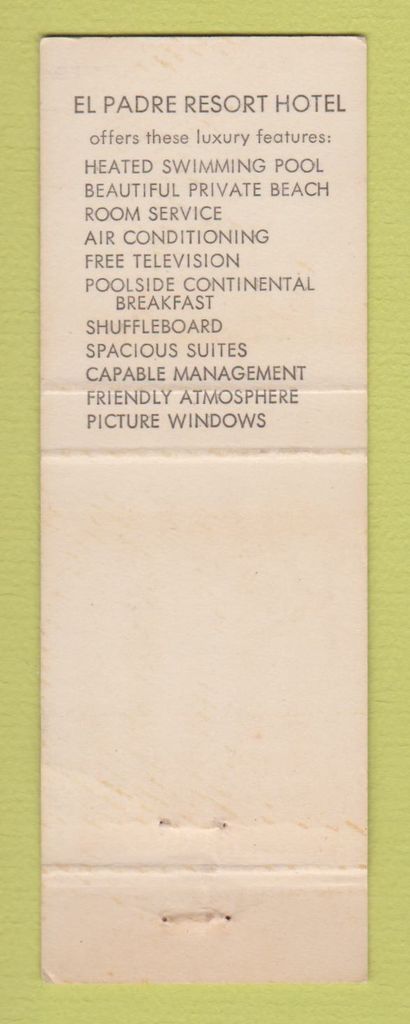 EL PADRE RESORT HOTEL
offers these luxury features:
HEATED SWIMMING POOL
BEAUTIFUL PRIVATE BEACH
ROOM SERVICE
AIR CONDITIONING
FREE TELEVISION
POOLSIDE CONTINENTAL
BREAKFAST
SHUFFLEBOARD
SPACIOUS SUITES
CAPABLE MANAGEMENT
FRIENDLY ATMOSPHERE
PICTURE WINDOWS